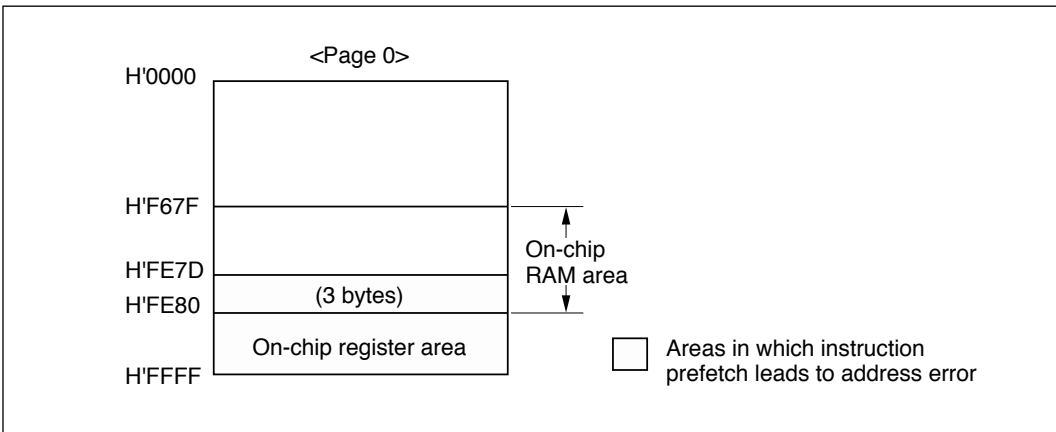 <Page 0>
H'0000
H'F67F
On-chip
RAM area
H'FE7D
(3 bytes)
H'FE80
On-chip register area
H'FFFF
Areas in which instruction
prefetch leads to address error